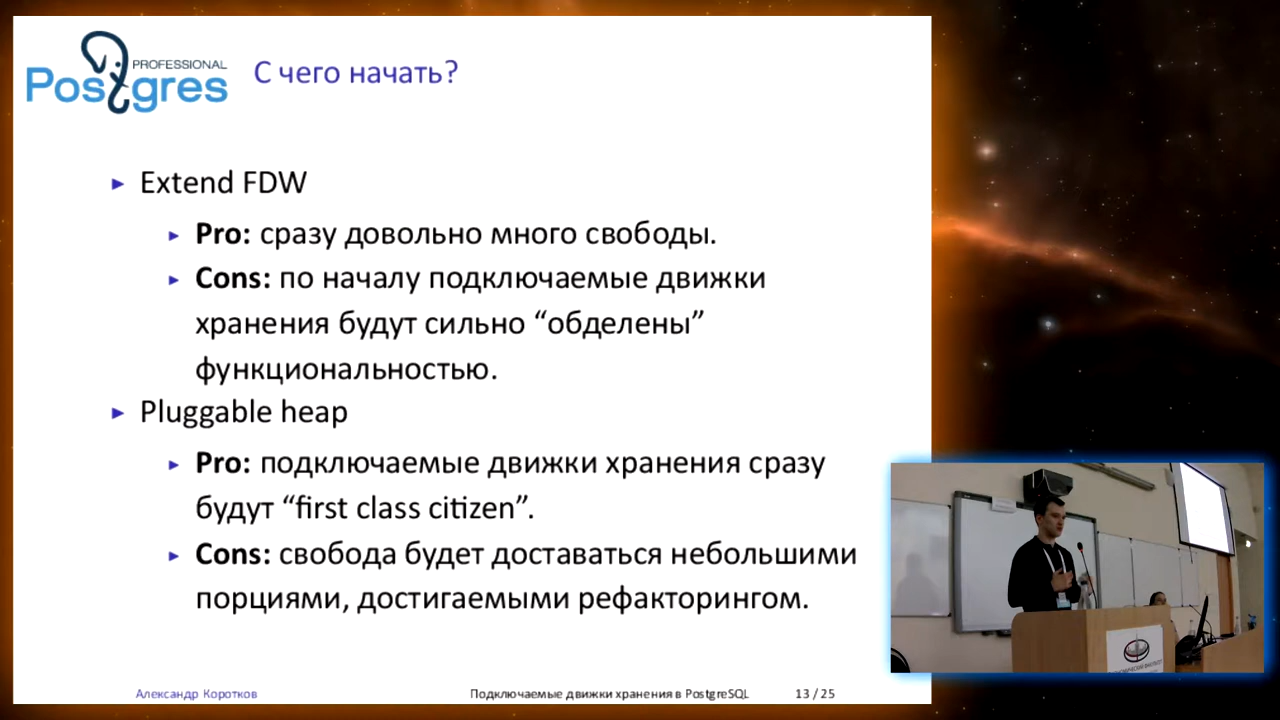 PROFESSIONAL
Postgres
С чего начать?
Extend FDW
Pro: сразу довольно много свободы.
Cons: по началу подключаемые движки
хранения будут сильно “обделены”
функциональностью.
Pluggable heap
Pro: подключаемые движки хранения сразу
будут “first class citizen”.
Cons: свобода будет доставаться небольшими
порциями, достигаемыми рефакторингом.
Александр Коротков
Подключаемые движки хранения в PostgreSQL
13 / 25